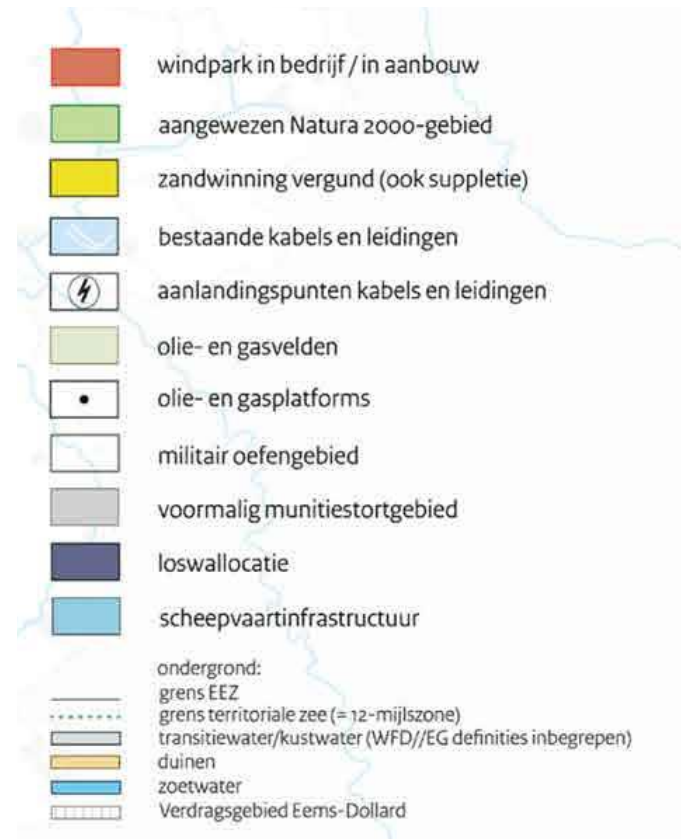 windpark in bedrijf / in aanbouw
aangewezen Natura 2000-gebied
zandwinning vergund (ook suppletie)
bestaande kabels en leidingen
aanlandingspunten kabels en leidingen
olie- en gasvelden
olie- en gasplatforms
militair oefengebied
voormalig munitiestortgebied
loswallocatie
scheepvaartinfrastructuur
ondergrond:
grens EEZ
grens territoriale zee (= 12-mijlszone)
transitiewater/kustwater (WFD//EG definities inbegrepen)
duinen
zoetwater
Verdragsgebied Eems-Dollard